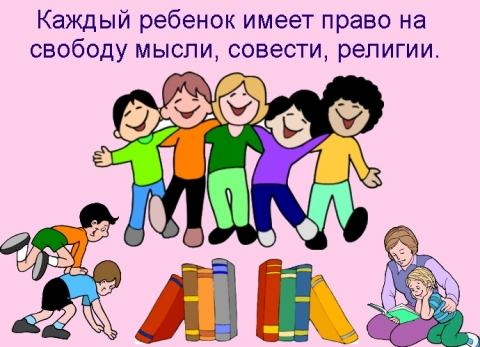 Каждый ребенок имеет право на
свободу мысли, совести, религии.